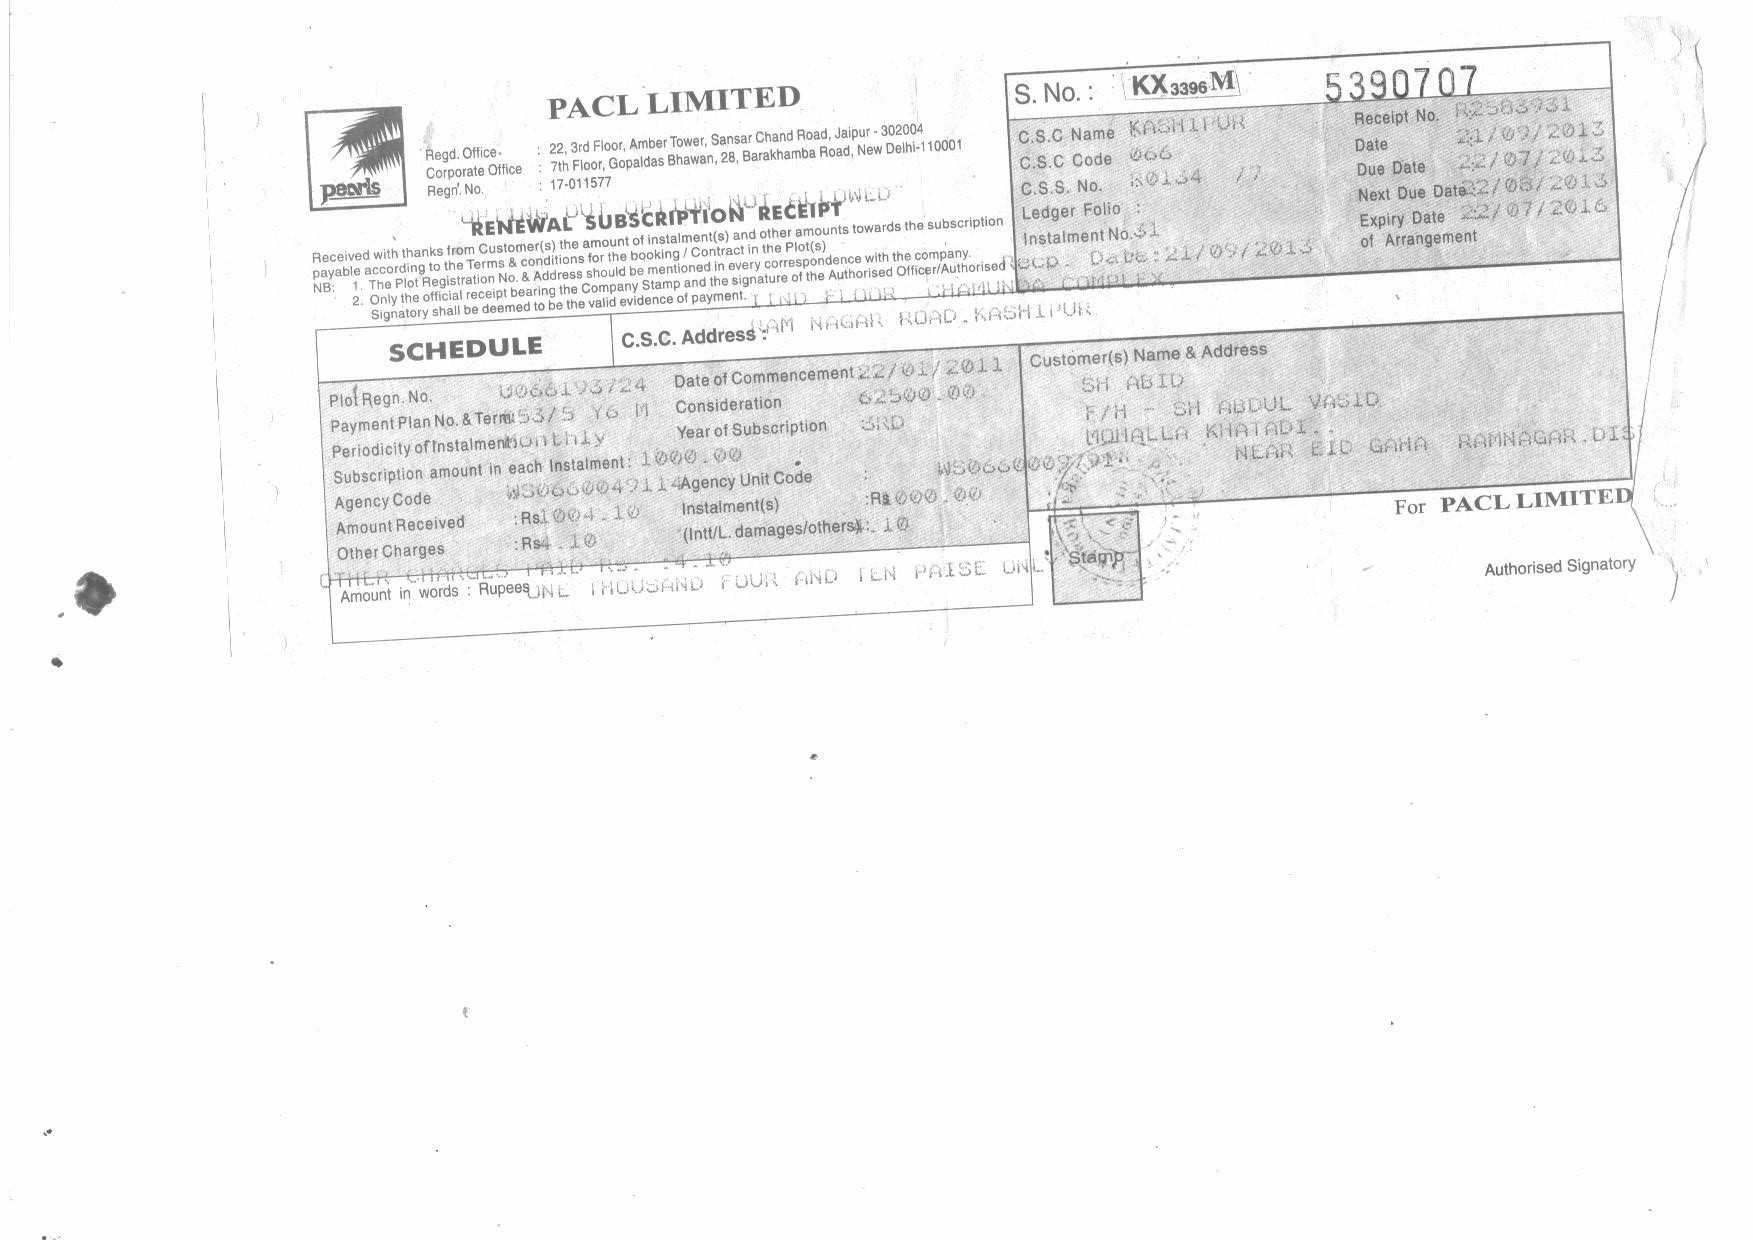 PACL LIMITED
pearls
Regd. Office : 22, 3rd Floor, Amber Tower, Sansar Chand Road, Jaipur - 302004
Corporate Office : 7th Floor, Gopaldas Bhawan, 28, Barakhamba Road, New Delhi-110001
Regn. No. : 17-011577
OPTING OUT OPTION NOT ALLOWED
RENEWAL SUBSCRIPTION RECEIPT
Received with thanks from Customer(s) the amount of instalment(s) and other amounts towards the subscription
payable according to the Terms & conditions for the booking / Contract in the Plot(s)
NB: 1. The Plot Registration No. & Address should be mentioned in every correspondence with the company.
2. Only the official receipt bearing the Company Stamp and the signature of the Authorised Officer/Authorised
Signatory shall be deemed to be the valid evidence of payment.
S. No. : KX 3396 M 5390707
C.S.C Name KASHIPUR
Receipt No. R2583931
C.S.C Code 066
Date 21/09/2013
C.S.S. No. R0134 /7
Due Date 22/07/2013
Ledger Folio :
Next Due Date 22/08/2013
Instalment No. 31
Expiry Date 22/07/2016
of Arrangement
Recp. Date:21/09/2013
SCHEDULE
C.S.C. Address : IIND FLOOR, CHAMUNDA COMPLEX,
RAM NAGAR ROAD,KASHIPUR
Plot Regn. No. U066193724
Date of Commencement 22/01/2011
Payment Plan No. & Term: 53/5 Y6 M
Consideration 62500.00
Periodicity of Instalment Monthly
Year of Subscription 3RD
Subscription amount in each Instalment : 1000.00
Agency Code WS0660049114
Agency Unit Code :
Amount Received :Rs1004.10
Instalment(s) :Rs 000.00
Other Charges :Rs4.10
(Intt/L. damages/others) :. 10
OTHER CHARGES PAID RS. :4.10
Amount in words : Rupees ONE THOUSAND FOUR AND TEN PAISE ONLY
Customer(s) Name & Address
SH ABID
F/H - SH ABDUL VASID
MOHALLA KHATADI,.
NEAR EID GAHA RAMNAGAR,DIST
Stamp
For PACL LIMITED
Authorised Signatory